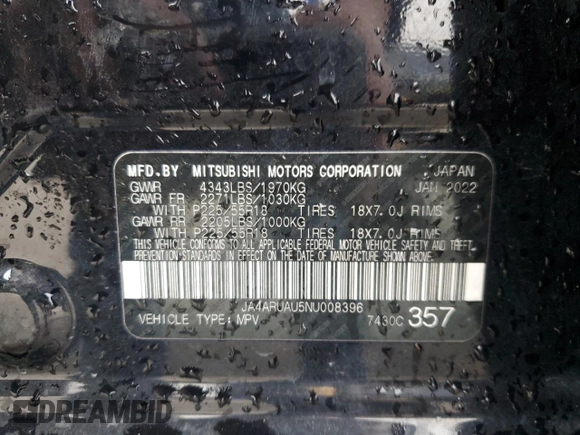 MFD.BY MITSUBISHI MOTORS CORPORATION JAPAN
GVWR 4343LBS/1970KG JAN 2022
GAWR FR 2271LBS/1030KG
WITH P225/55R18 TIRES 18X7.0J RIMS
GAWR RR 2205LBS/1000KG
WITH P225/55R18 TIRES 18X7.0J RIMS
THIS VEHICLE CONFORMS TO ALL APPLICABLE FEDERAL MOTOR VEHICLE SAFETY AND THEFT
PREVENTION STANDARDS IN EFFECT ON THE DATE OF MANUFACTURE SHOWN ABOVE.
JA4ARUAU5NU008396
VEHICLE TYPE: MPV 7430C 357
DREAMBID